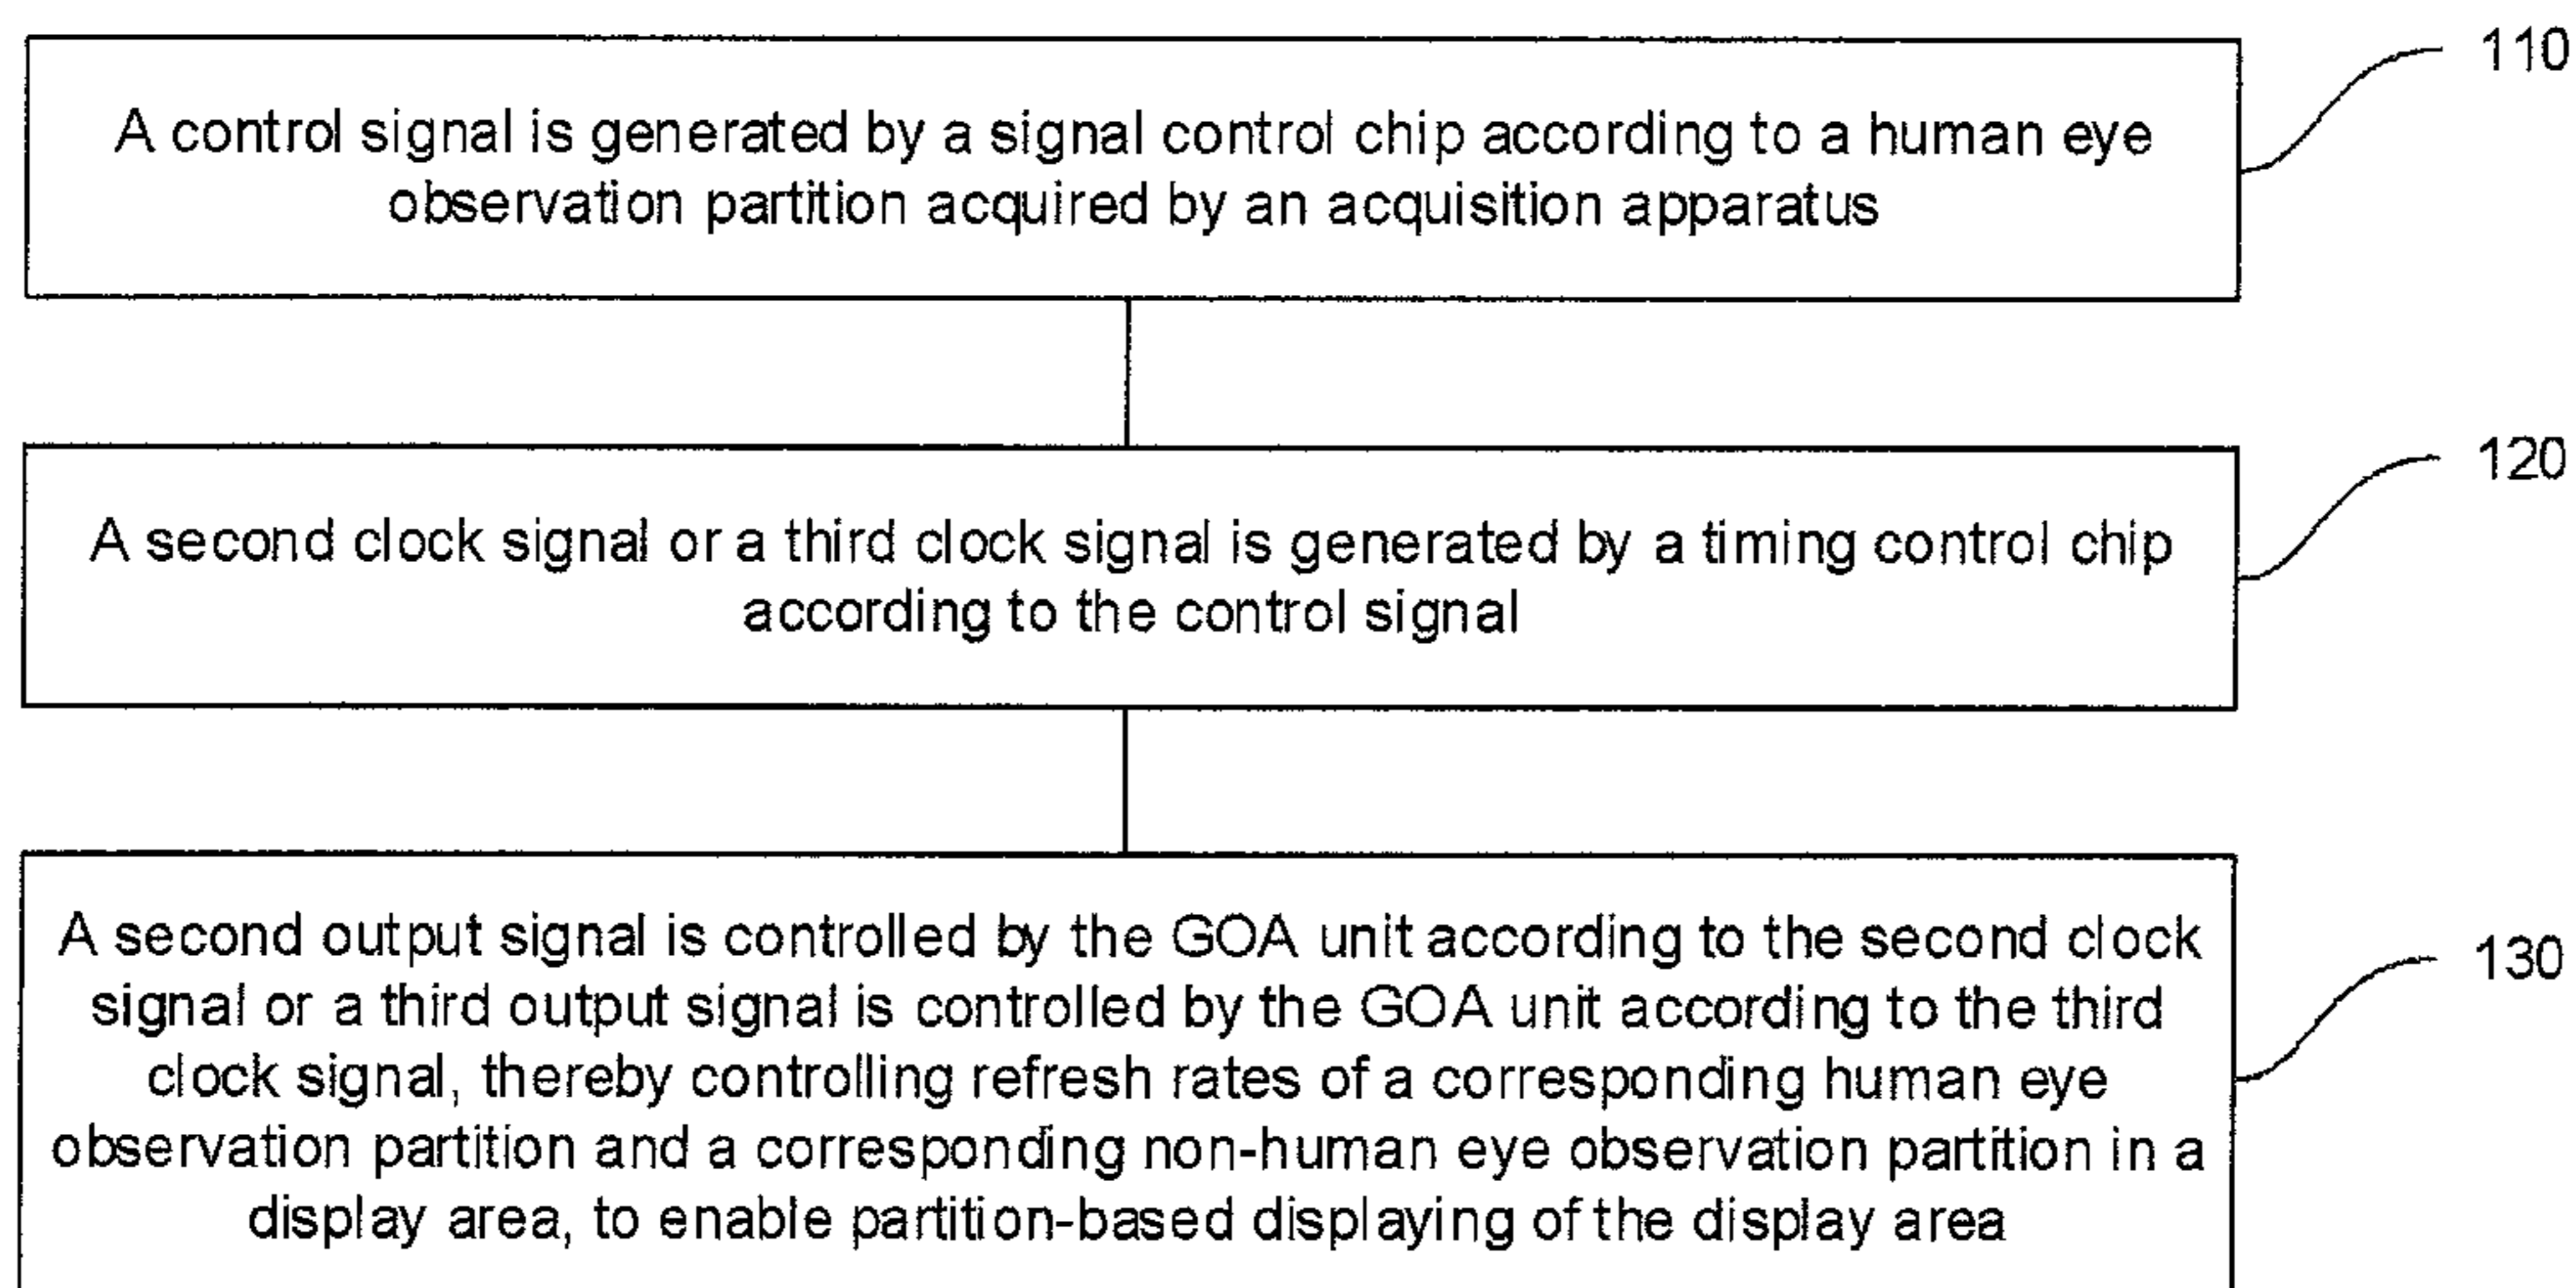 A control signal is generated by a signal control chip according to a human eye
observation partition acquired by an acquisition apparatus
110
A second clock signal or a third clock signal is generated by a timing control chip
according to the control signal
120
A second output signal is controlled by the GOA unit according to the second clock
signal or a third output signal is controlled by the GOA unit according to the third
clock signal, thereby controlling refresh rates of a corresponding human eye
observation partition and a corresponding non-human eye observation partition in a
display area, to enable partition-based displaying of the display area
130